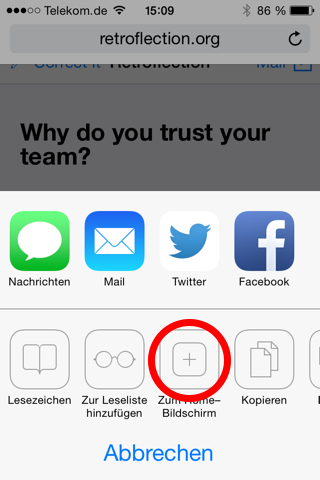 Telekom.de 15:09 86 %
retroflection.org
Correct it Retroflection Mail
Why do you trust your
team?
Nachrichten Mail Twitter Facebook
Lesezeichen Zur Leseliste hinzufügen Zum Home-Bildschirm Kopieren
Abbrechen